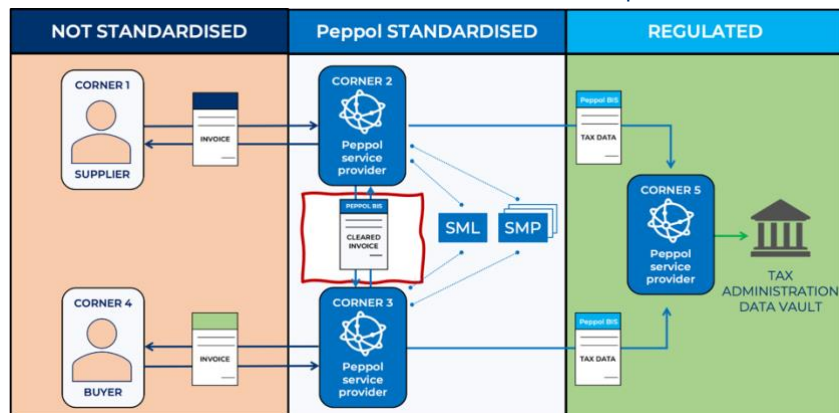 NOT STANDARDISED
Peppol STANDARDISED
REGULATED
CORNER 1
SUPPLIER
INVOICE
CORNER 2
Peppol
service
provider
Peppol BIS
TAX DATA
PEPPOL BIS
CLEARED
INVOICE
SML
SMP
CORNER 5
Peppol
service
provider
TAX
ADMINISTRATION
DATA VAULT
CORNER 4
BUYER
INVOICE
CORNER 3
Peppol
service
provider
Peppol BIS
TAX DATA